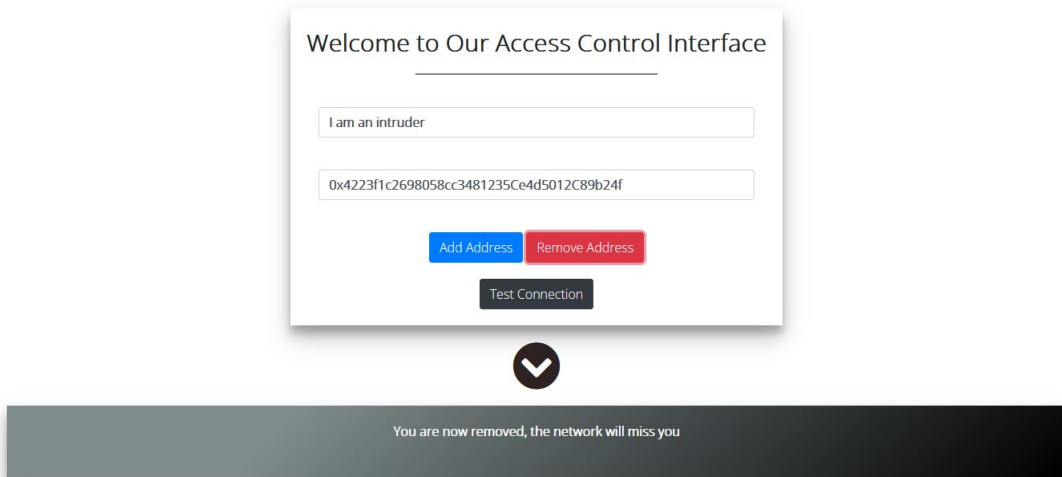 Welcome to Our Access Control Interface
I am an intruder
0x4223f1c2698058cc3481235Ce4d5012C89b24f
Add Address
Remove Address
Test Connection
You are now removed, the network will miss you